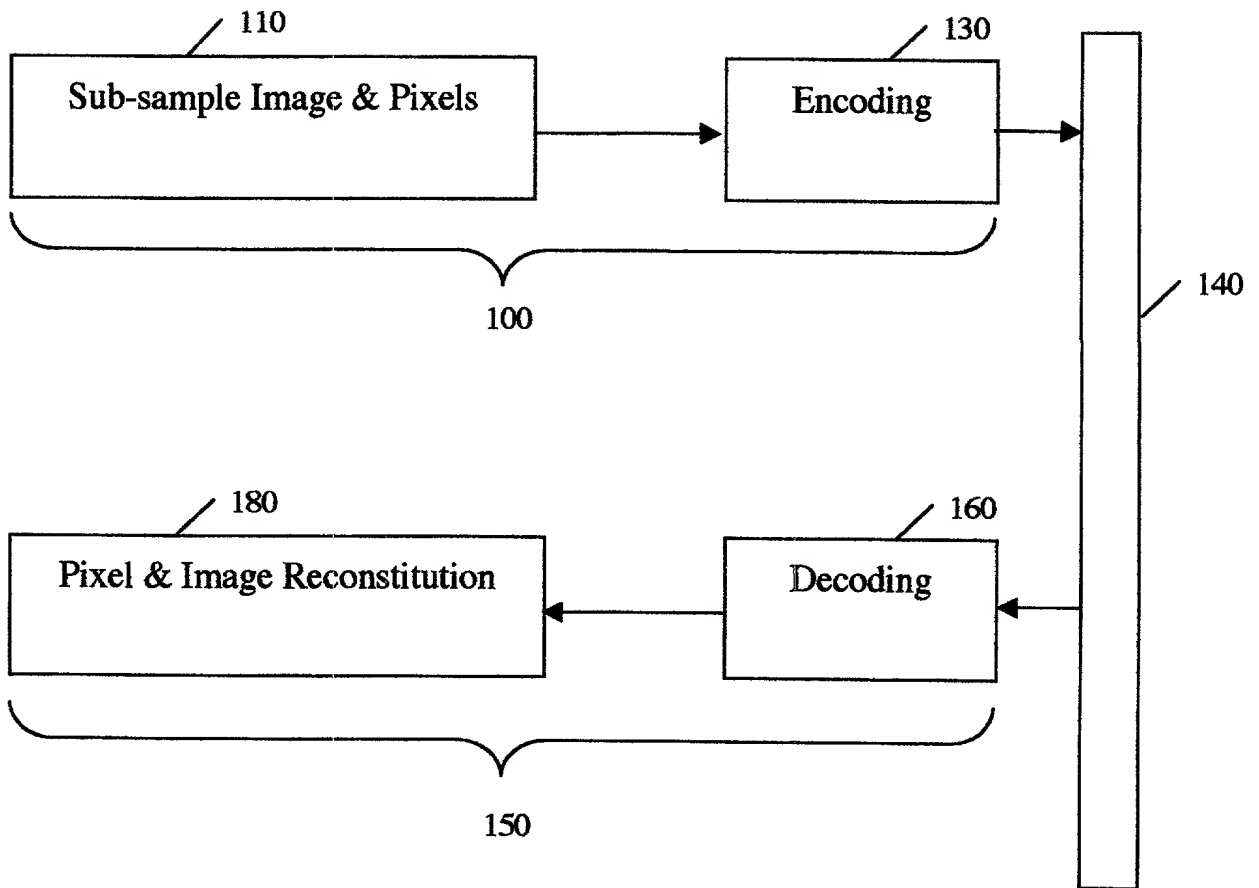 110
130
Sub-sample Image & Pixels
Encoding
140
100
180
160
Pixel & Image Reconstitution
Decoding
150